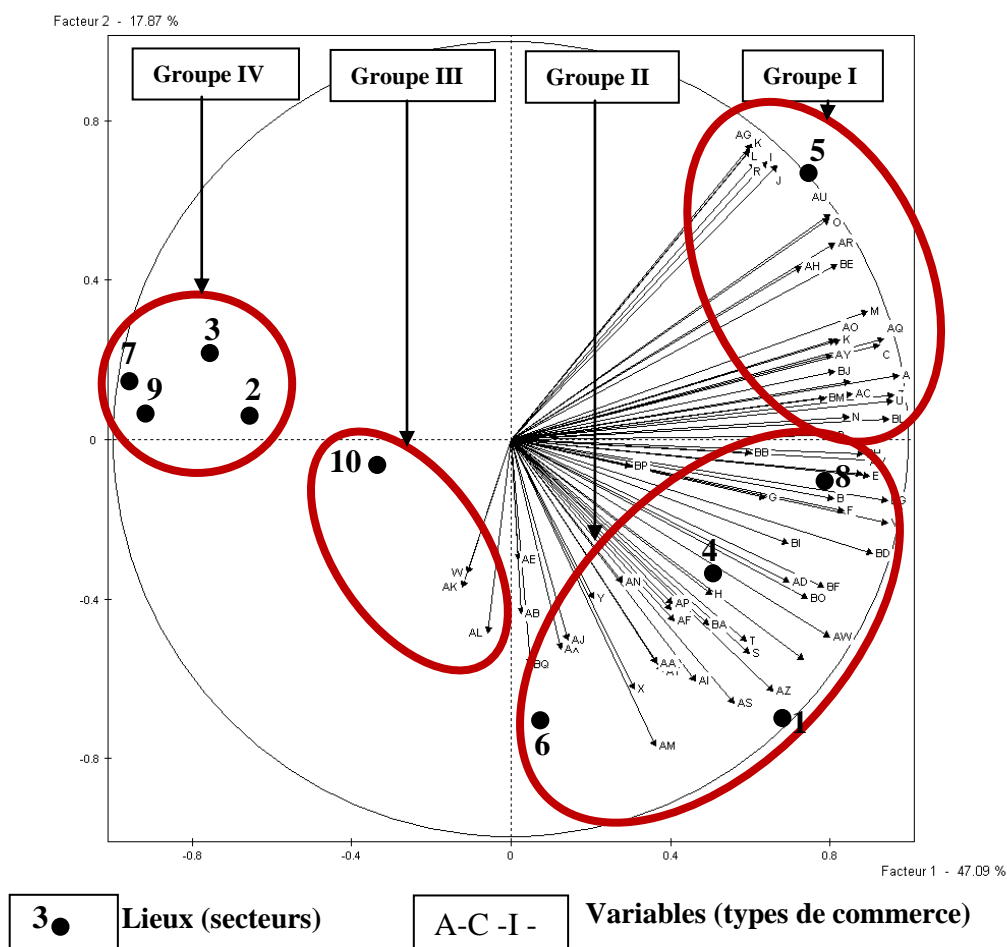 Facteur 2 - 17.87 %
Groupe IV
Groupe III
Groupe II
Groupe I
0.8
AG
K
L
I
R
J
5
AU
O
AR
AH
BE
0.4
M
AO
AQ
K
C
AY
BJ
A
AC
BM
U
N
BL
3
7
9
2
0
10
BB
BP
8
E
G
B
F
BI
BD
4
W
AK
AE
AN
AD
BF
H
BO
Y
AP
AB
AF
BA
AL
AJ
T
AW
S
BQ
AA
AI
X
AZ
AS
-0.4
6
1
AM
-0.8
-0.8
-0.4
0
0.4
0.8
Facteur 1 - 47.09 %
3
Lieux (secteurs)
A-C -I -
Variables (types de commerce)